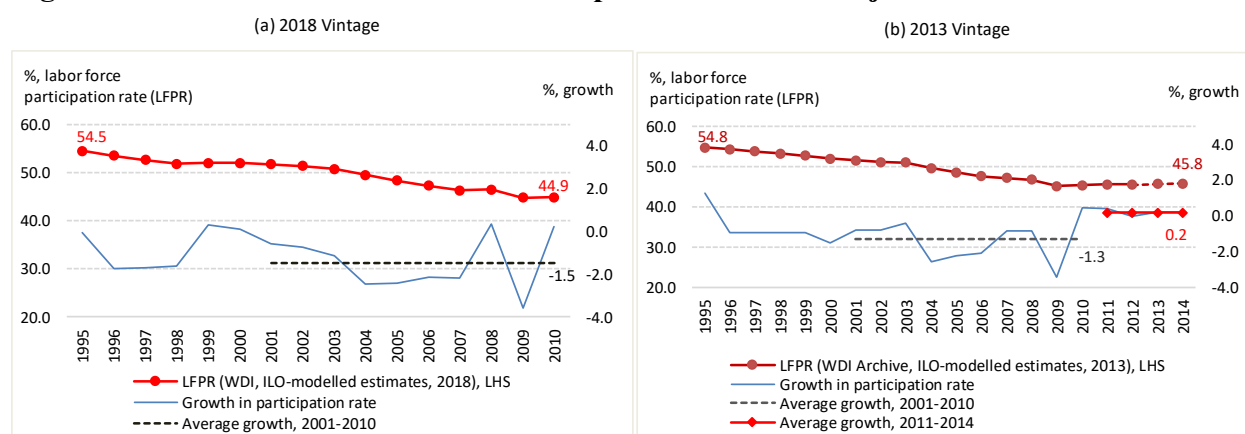 (a) 2018 Vintage
%, labor force
participation rate (LFPR)
%, growth
60.0
50.0
40.0
30.0
20.0
54.5
44.9
-1.5
4.0
2.0
0.0
-2.0
-4.0
1995 1996 1997 1998 1999 2000 2001 2002 2003 2004 2005 2006 2007 2008 2009 2010
LFPR (WDI, ILO-modelled estimates, 2018), LHS
Growth in participation rate
Average growth, 2001-2010
(b) 2013 Vintage
%, labor force
participation rate (LFPR)
%, growth
60.0
50.0
40.0
30.0
20.0
54.8
45.8
0.2
-1.3
4.0
2.0
0.0
-2.0
-4.0
1995 1996 1997 1998 1999 2000 2001 2002 2003 2004 2005 2006 2007 2008 2009 2010 2011 2012 2013 2014
LFPR (WDI Archive, ILO-modelled estimates, 2013), LHS
Growth in participation rate
Average growth, 2001-2010
Average growth, 2011-2014